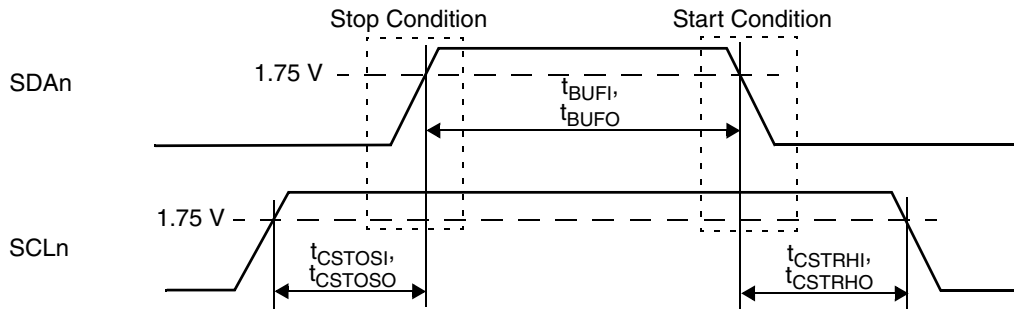 Stop Condition
Start Condition
SDAn
1.75 V
tBUFI,
tBUFO
SCLn
1.75 V
tCSTOSI,
tCSTOSO
tCSTRHI,
tCSTRHO